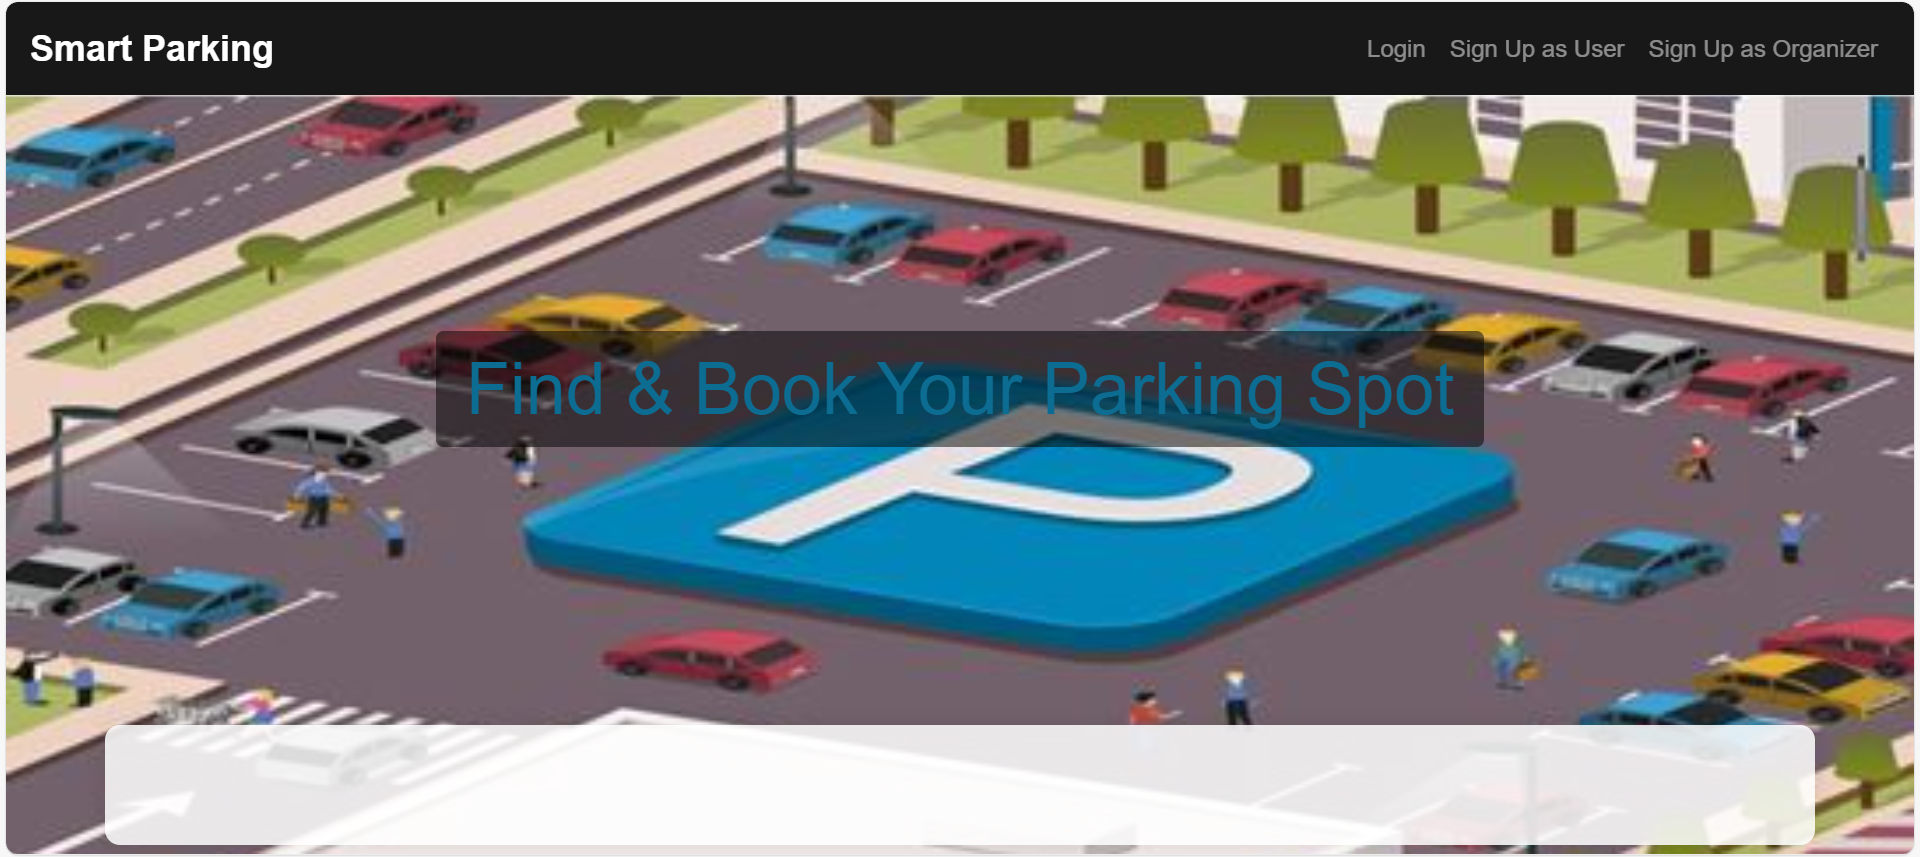 Smart Parking
Login
Sign Up as User
Sign Up as Organizer
Find & Book Your Parking Spot
P